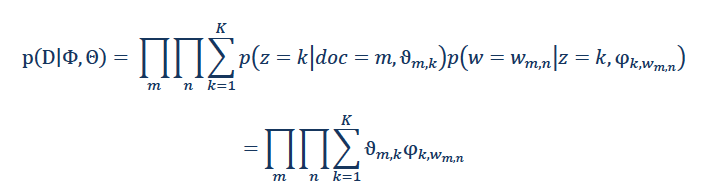 p(D|Φ, Θ) = ∏_m ∏_n ∑_{k=1}^{K} p(z = k|doc = m, ϑ_{m,k})p(w = w_{m,n}|z = k, φ_{k,w_{m,n}})
= ∏_m ∏_n ∑_{k=1}^{K} ϑ_{m,k}φ_{k,w_{m,n}}